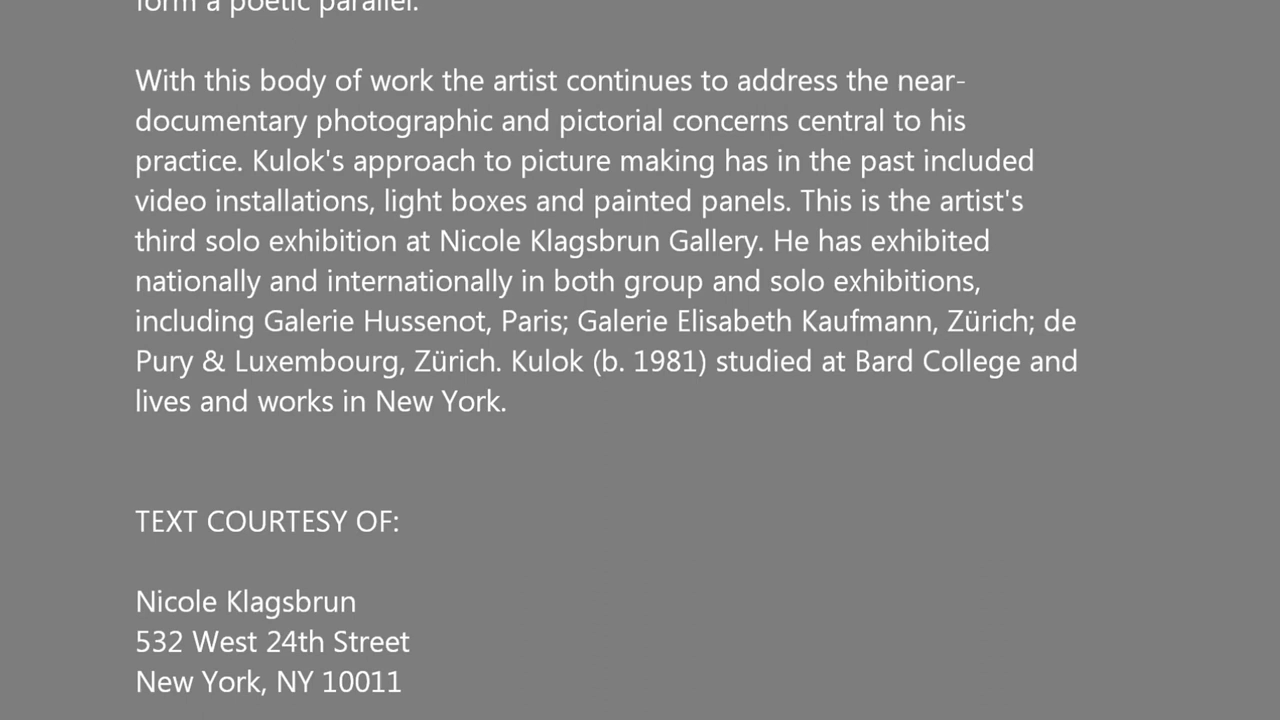 form a poetic parallel.
With this body of work the artist continues to address the near-
documentary photographic and pictorial concerns central to his
practice. Kulok's approach to picture making has in the past included
video installations, light boxes and painted panels. This is the artist's
third solo exhibition at Nicole Klagsbrun Gallery. He has exhibited
nationally and internationally in both group and solo exhibitions,
including Galerie Hussenot, Paris; Galerie Elisabeth Kaufmann, Zürich; de
Pury & Luxembourg, Zürich. Kulok (b. 1981) studied at Bard College and
lives and works in New York.
TEXT COURTESY OF:
Nicole Klagsbrun
532 West 24th Street
New York, NY 10011